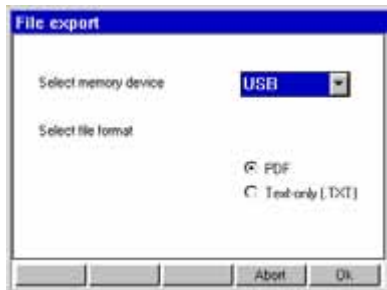 File export
Select memory device
USB
Select file format
PDF
Text-only (.TXT)
Abort
Ok